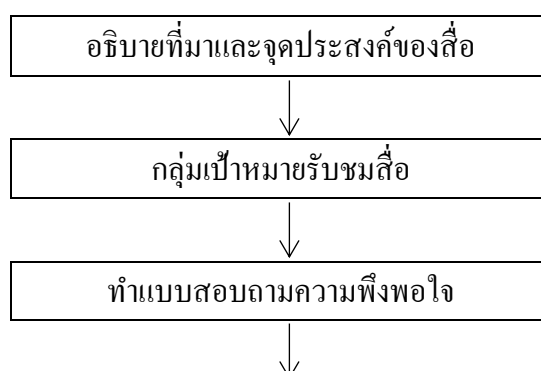 อธิบายที่มาและจุดประสงค์ของสื่อ
กลุ่มเป้าหมายรับชมสื่อ
ทำแบบสอบถามความพึงพอใจ